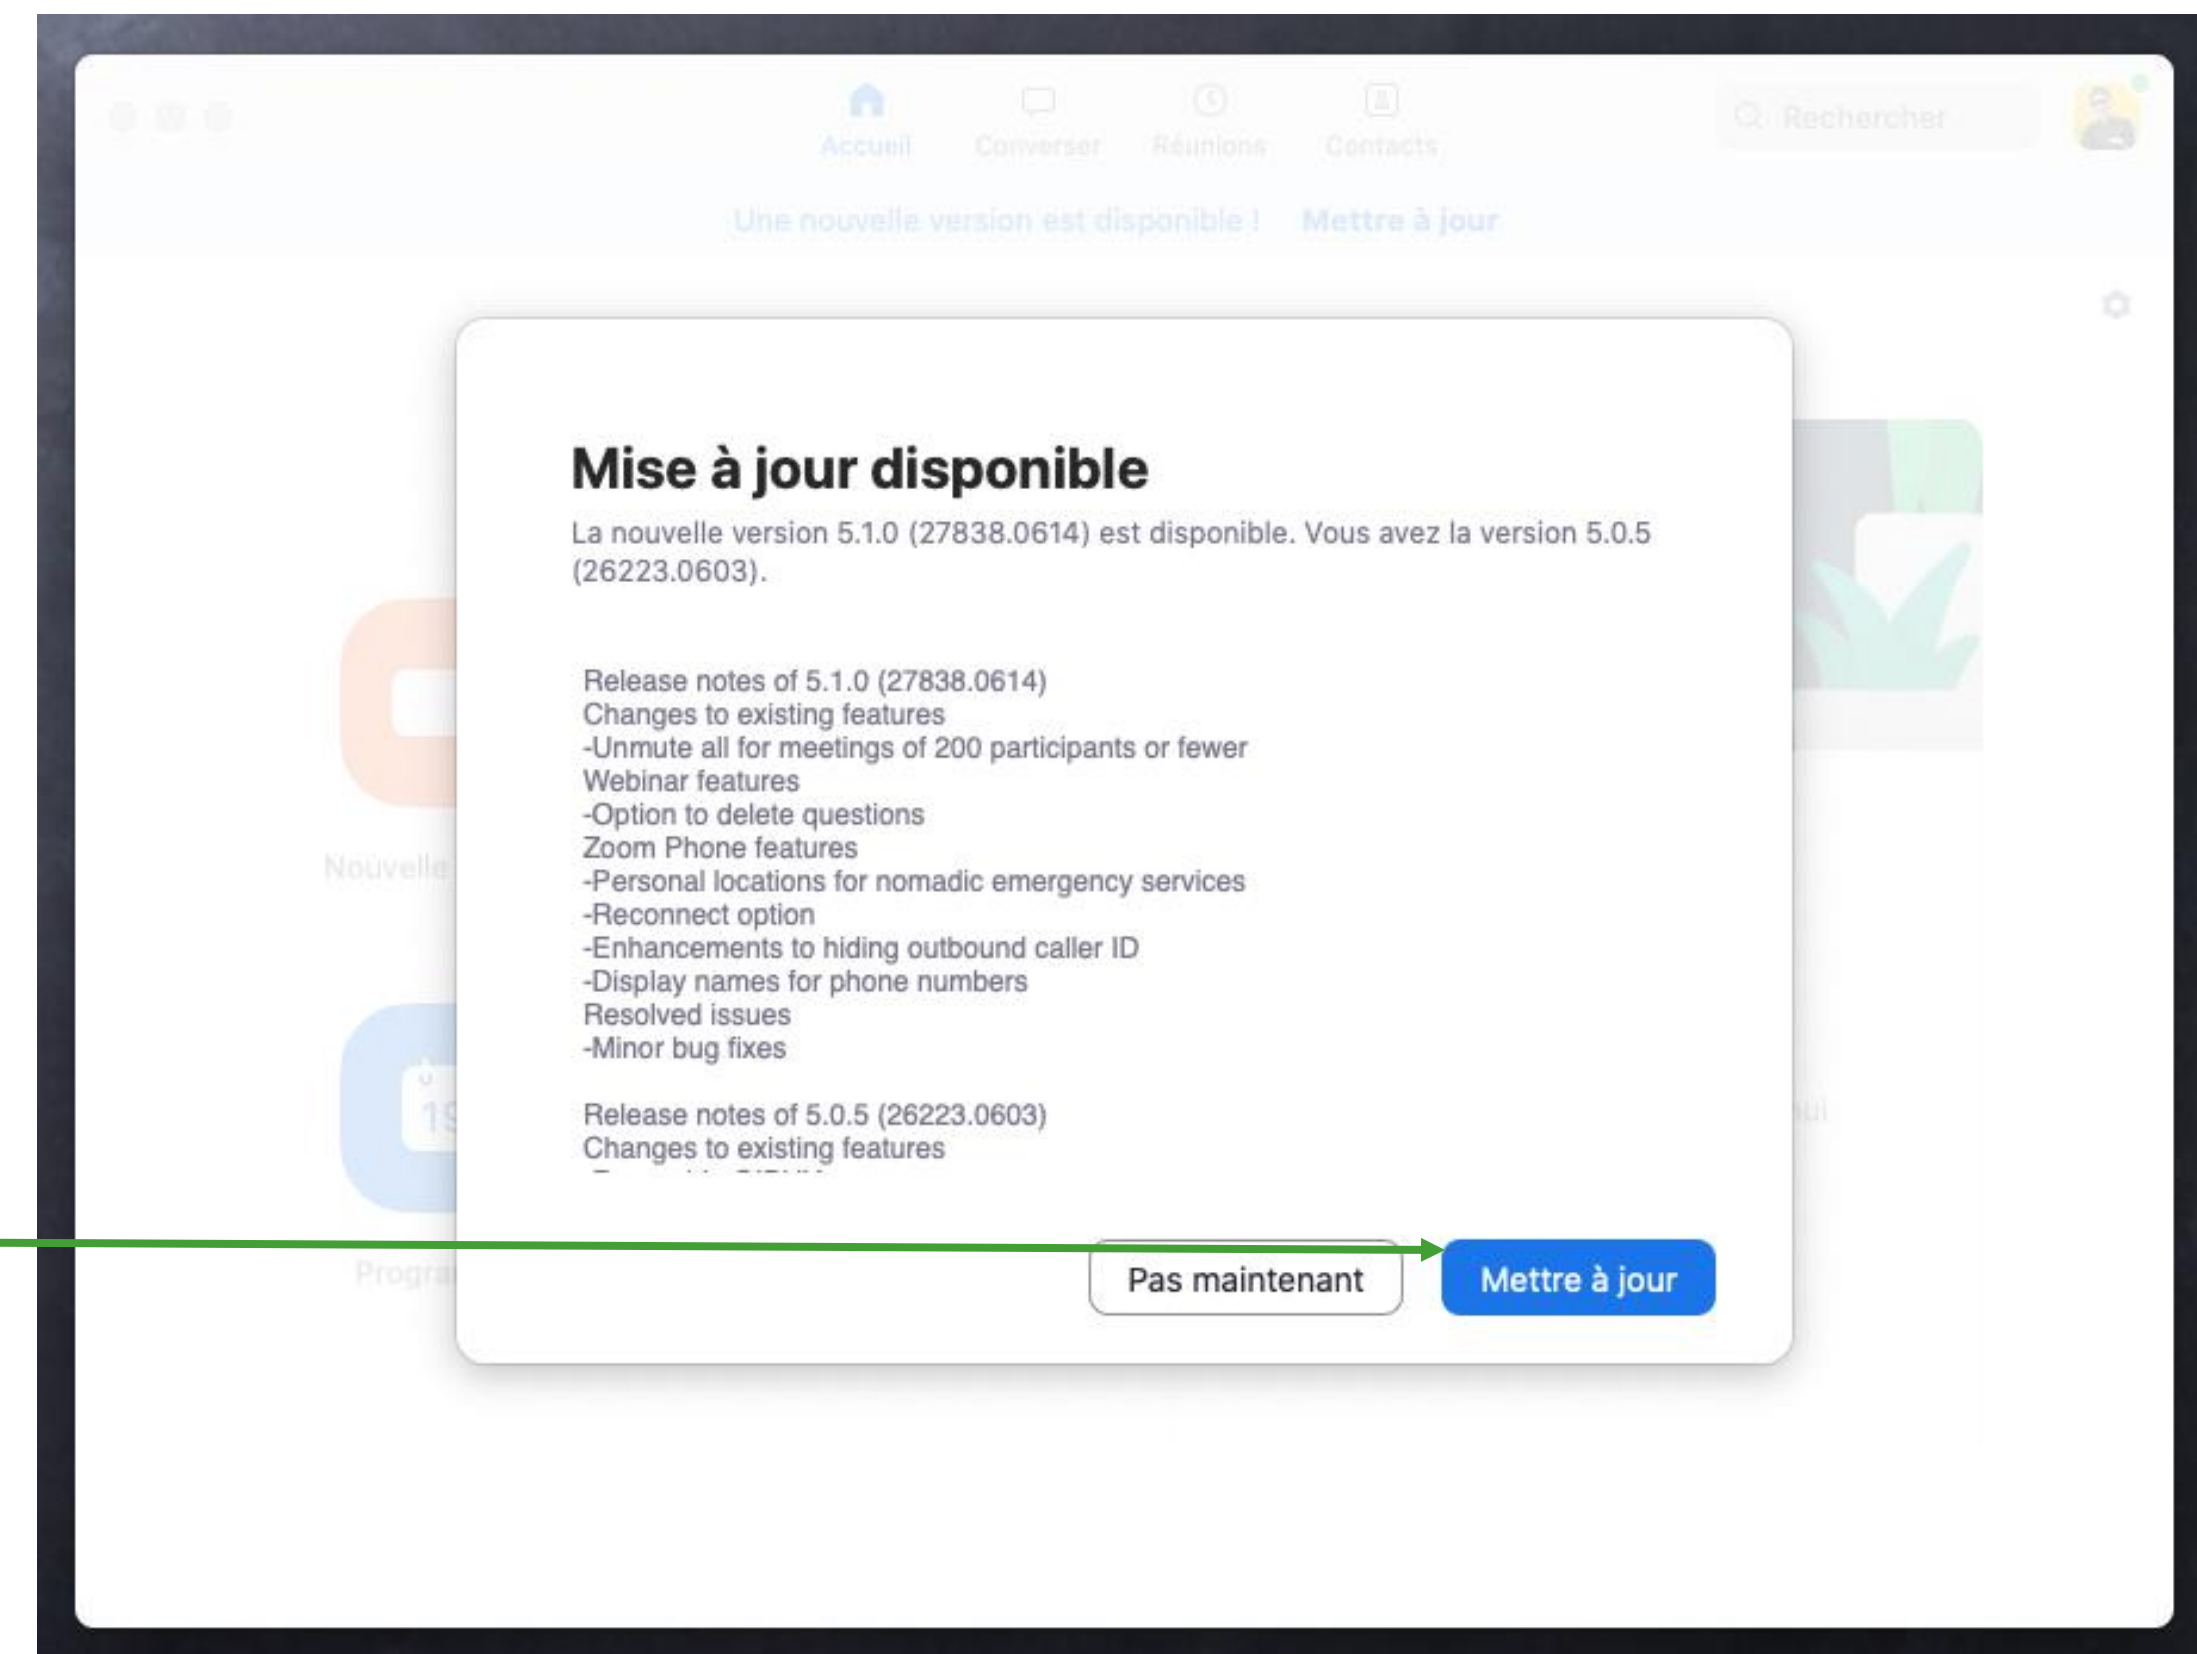 Accueil
Converser
Réunions
Contacts
Rechercher
Une nouvelle version est disponible ! Mettre à jour
Mise à jour disponible
La nouvelle version 5.1.0 (27838.0614) est disponible. Vous avez la version 5.0.5
(26223.0603).
Release notes of 5.1.0 (27838.0614)
Changes to existing features
-Unmute all for meetings of 200 participants or fewer
Webinar features
-Option to delete questions
Zoom Phone features
-Personal locations for nomadic emergency services
-Reconnect option
-Enhancements to hiding outbound caller ID
-Display names for phone numbers
Resolved issues
-Minor bug fixes
Release notes of 5.0.5 (26223.0603)
Changes to existing features
Nouvelle
19
Pas maintenant
Mettre à jour